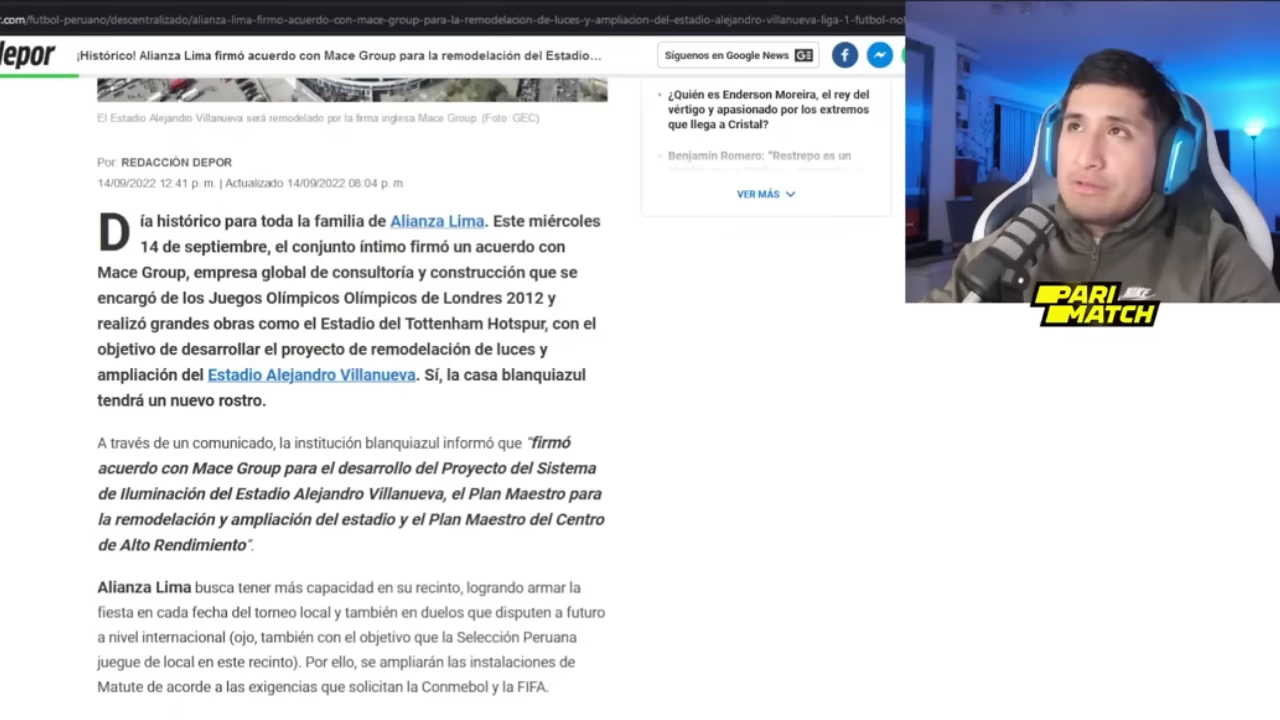 r.com/futbol-peruano/descentralizado/alianza-lima-firmo-acuerdo-con-mace-group-para-la-remodelacion-de-luces-y-ampliacion-del-estadio-alejandro-villanueva-liga-1-futbol-not
depor
¡Histórico! Alianza Lima firmó acuerdo con Mace Group para la remodelación del Estadio...
Síguenos en Google News
El Estadio Alejandro Villanueva será remodelado por la firma inglesa Mace Group. (Foto: GEC)
Por: REDACCIÓN DEPOR
14/09/2022 12:41 p. m. | Actualizado 14/09/2022 08:04 p. m.
Día histórico para toda la familia de Alianza Lima. Este miércoles
14 de septiembre, el conjunto íntimo firmó un acuerdo con
Mace Group, empresa global de consultoría y construcción que se
encargó de los Juegos Olímpicos Olímpicos de Londres 2012 y
realizó grandes obras como el Estadio del Tottenham Hotspur, con el
objetivo de desarrollar el proyecto de remodelación de luces y
ampliación del Estadio Alejandro Villanueva. Sí, la casa blanquiazul
tendrá un nuevo rostro.
A través de un comunicado, la institución blanquiazul informó que “firmó
acuerdo con Mace Group para el desarrollo del Proyecto del Sistema
de Iluminación del Estadio Alejandro Villanueva, el Plan Maestro para
la remodelación y ampliación del estadio y el Plan Maestro del Centro
de Alto Rendimiento”.
Alianza Lima busca tener más capacidad en su recinto, logrando armar la
fiesta en cada fecha del torneo local y también en duelos que disputen a futuro
a nivel internacional (ojo, también con el objetivo que la Selección Peruana
juegue de local en este recinto). Por ello, se ampliarán las instalaciones de
Matute de acorde a las exigencias que solicitan la Conmebol y la FIFA.
¿Quién es Enderson Moreira, el rey del
vértigo y apasionado por los extremos
que llega a Cristal?
Benjamín Romero: “Restrepo es un
VER MÁS
NIKE
PARI
MATCH